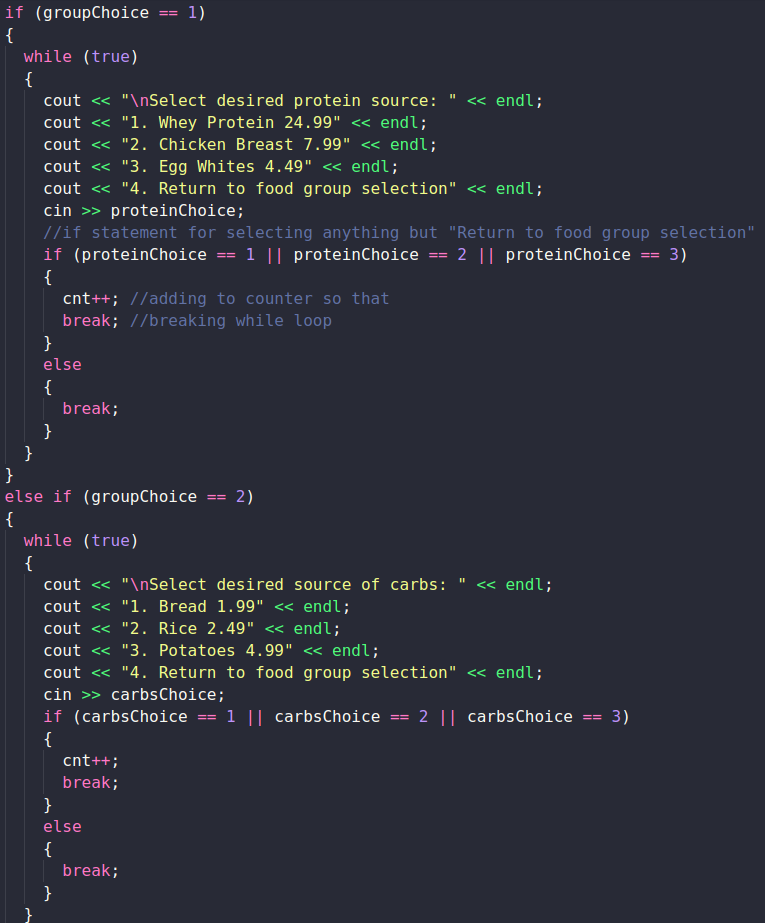 if (groupChoice == 1)
{
  while (true)
  {
    cout << "\nSelect desired protein source: " << endl;
    cout << "1. Whey Protein 24.99" << endl;
    cout << "2. Chicken Breast 7.99" << endl;
    cout << "3. Egg Whites 4.49" << endl;
    cout << "4. Return to food group selection" << endl;
    cin >> proteinChoice;
    //if statement for selecting anything but "Return to food group selection"
    if (proteinChoice == 1 || proteinChoice == 2 || proteinChoice == 3)
    {
      cnt++; //adding to counter so that
      break; //breaking while loop
    }
    else
    {
      break;
    }
  }
}
else if (groupChoice == 2)
{
  while (true)
  {
    cout << "\nSelect desired source of carbs: " << endl;
    cout << "1. Bread 1.99" << endl;
    cout << "2. Rice 2.49" << endl;
    cout << "3. Potatoes 4.99" << endl;
    cout << "4. Return to food group selection" << endl;
    cin >> carbsChoice;
    if (carbsChoice == 1 || carbsChoice == 2 || carbsChoice == 3)
    {
      cnt++;
      break;
    }
    else
    {
      break;
    }
  }